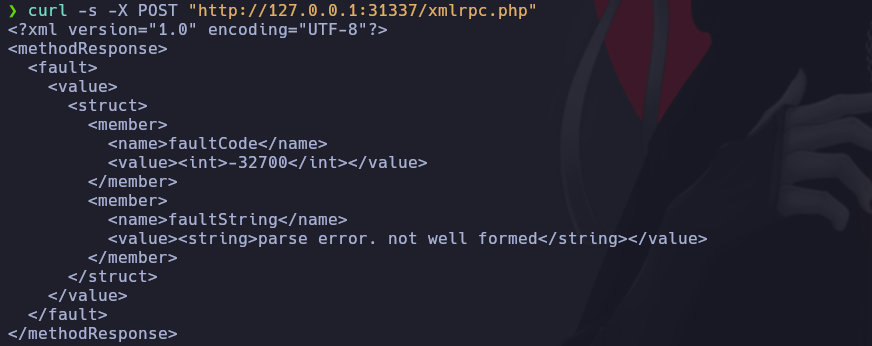 ❯ curl -s -X POST "http://127.0.0.1:31337/xmlrpc.php"
<?xml version="1.0" encoding="UTF-8"?>
<methodResponse>
  <fault>
    <value>
      <struct>
        <member>
          <name>faultCode</name>
          <value><int>-32700</int></value>
        </member>
        <member>
          <name>faultString</name>
          <value><string>parse error. not well formed</string></value>
        </member>
      </struct>
    </value>
  </fault>
</methodResponse>